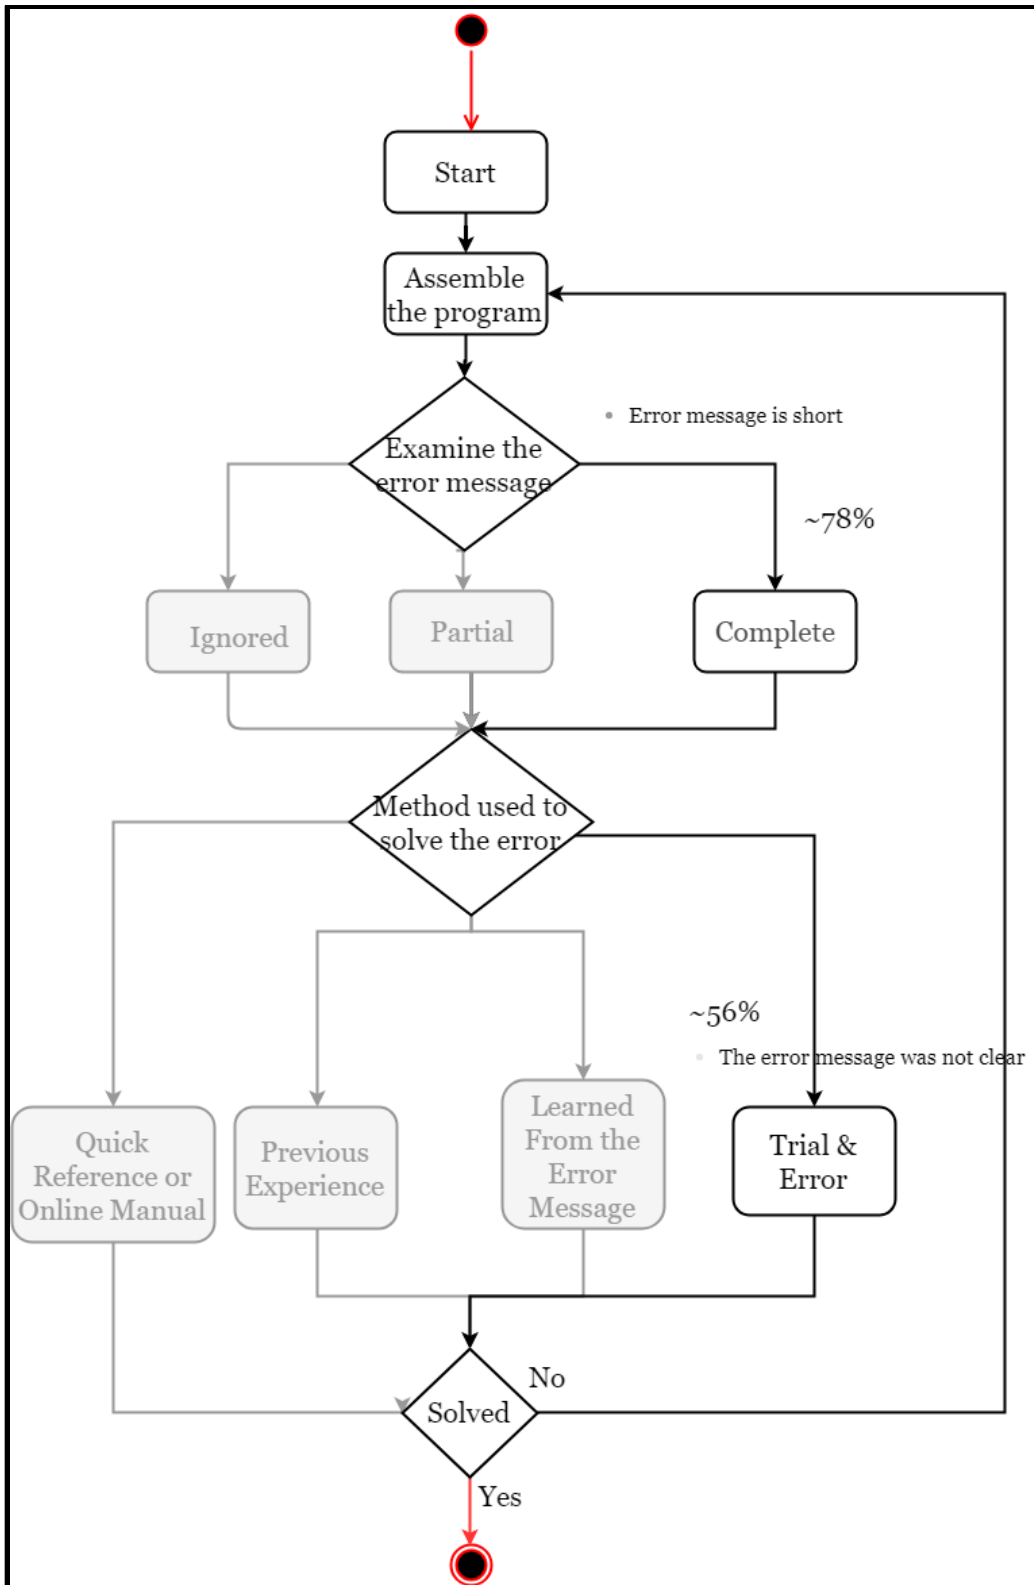 Start
Assemble
the program
• Error message is short
Examine the
error message
~78%
Ignored
Partial
Complete
Method used to
solve the error
~56%
• The error message was not clear
Quick
Reference or
Online Manual
Previous
Experience
Learned
From the
Error
Message
Trial &
Error
No
Solved
Yes